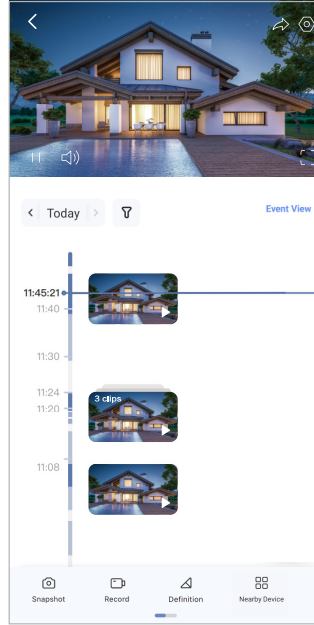 Today
Event View
11:45:21
11:40
11:30
11:24
3 clips
11:20
11:08
Snapshot
Record
Definition
Nearby Device